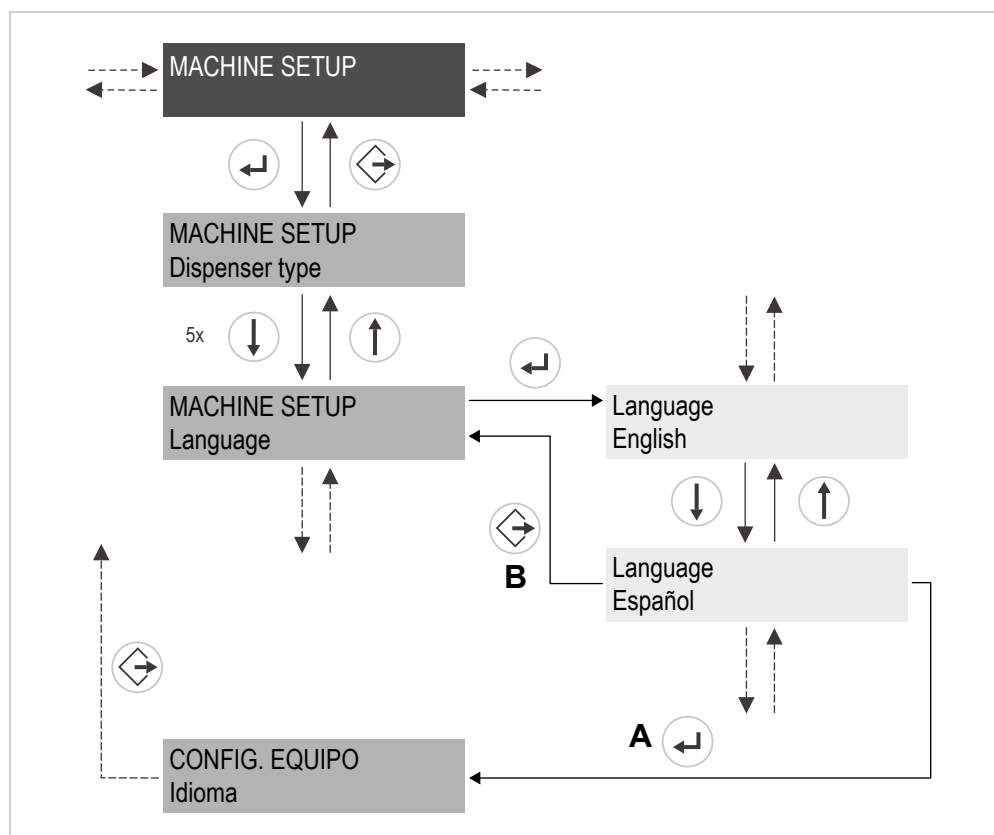 MACHINE SETUP
MACHINE SETUP
Dispenser type
5x
MACHINE SETUP
Language
Language
English
B
Language
Español
A
CONFIG. EQUIPO
Idioma